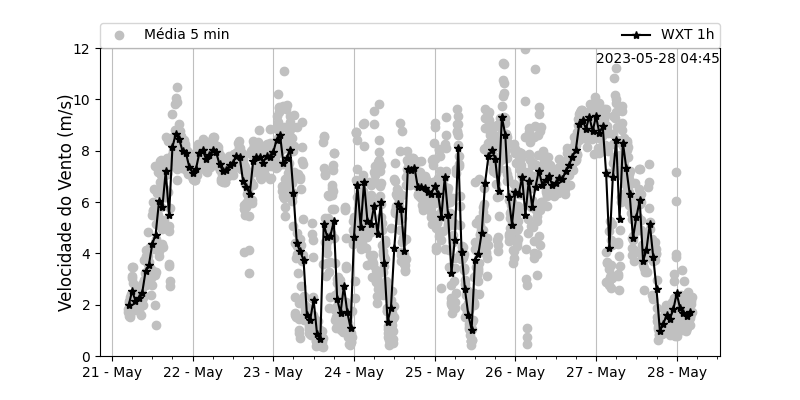 Média 5 min
WXT 1h
2023-05-28 04:45
Velocidade do Vento (m/s)
12
10
8
6
4
2
0
21 - May
22 - May
23 - May
24 - May
25 - May
26 - May
27 - May
28 - May